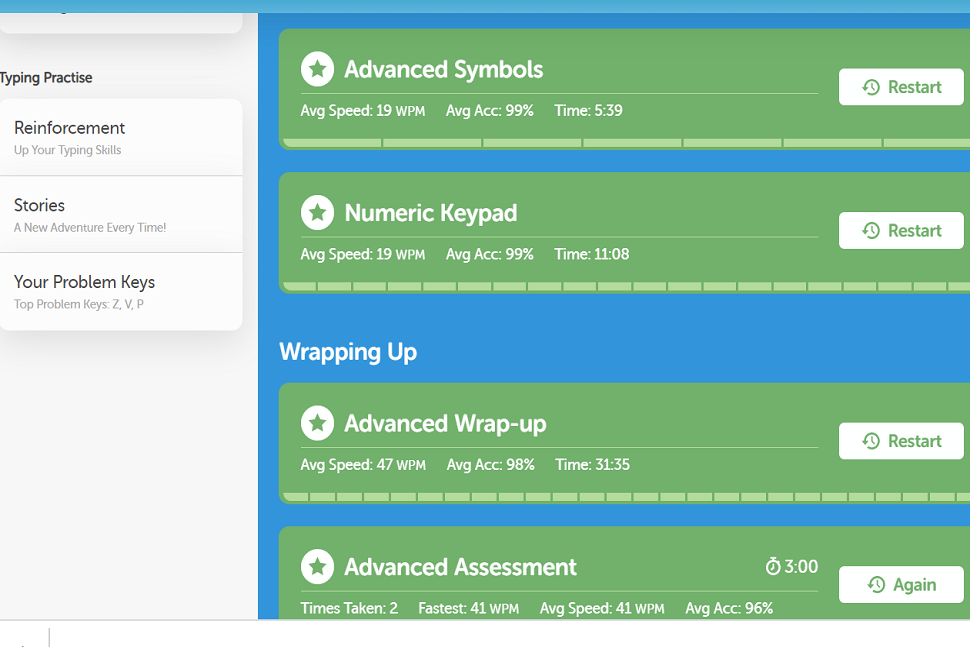 Typing Practise
Reinforcement
Up Your Typing Skills
Stories
A New Adventure Every Time!
Your Problem Keys
Top Problem Keys: Z, V, P
Advanced Symbols
Avg Speed: 19 WPM Avg Acc: 99% Time: 5:39
Restart
Numeric Keypad
Avg Speed: 19 WPM Avg Acc: 99% Time: 11:08
Restart
Wrapping Up
Advanced Wrap-up
Avg Speed: 47 WPM Avg Acc: 98% Time: 31:35
Restart
Advanced Assessment 3:00
Times Taken: 2 Fastest: 41 WPM Avg Speed: 41 WPM Avg Acc: 96%
Again